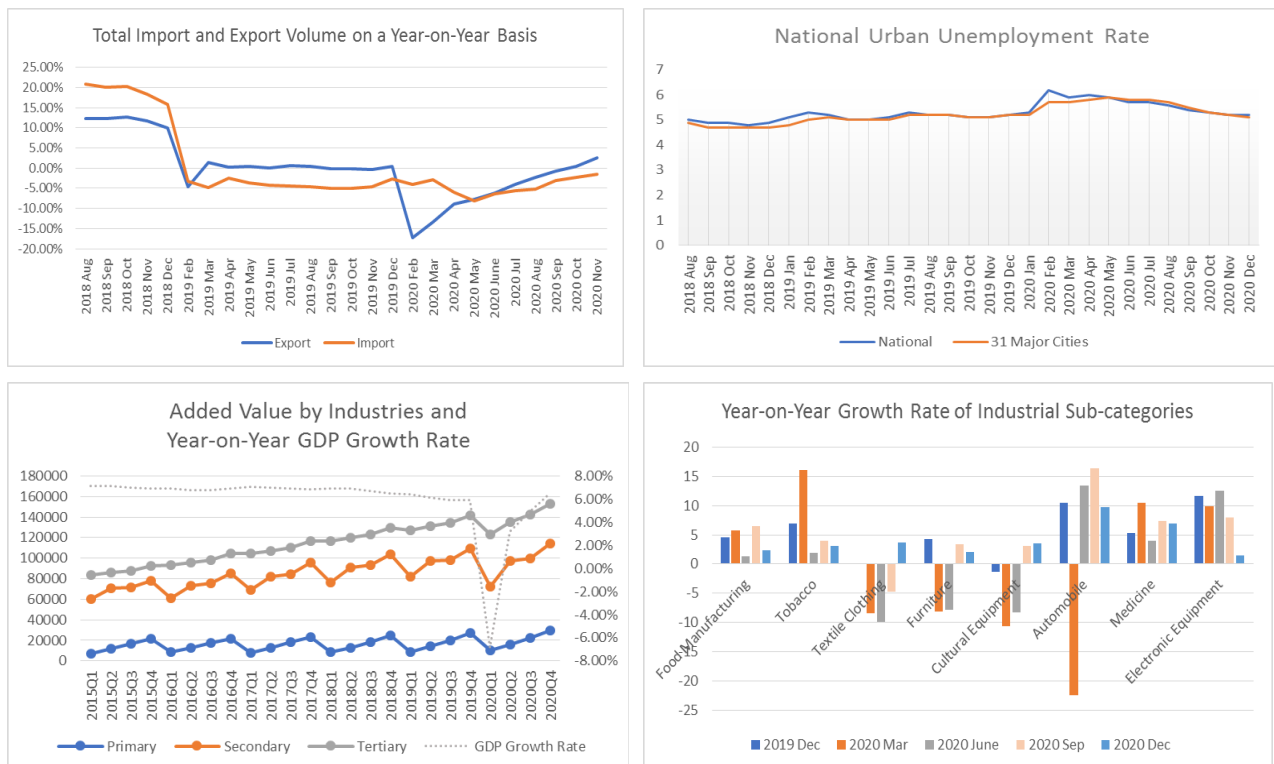 Total Import and Export Volume on a Year-on-Year Basis
25.00%
20.00%
15.00%
10.00%
5.00%
0.00%
-5.00%
-10.00%
-15.00%
-20.00%
2018 Aug
2018 Sep
2018 Oct
2018 Nov
2018 Dec
2019 Feb
2019 Mar
2019 Apr
2019 May
2019 Jun
2019 Jul
2019 Aug
2019 Sep
2019 Oct
2019 Nov
2019 Dec
2020 Feb
2020 Mar
2020 Apr
2020 May
2020 June
2020 Jul
2020 Aug
2020 Sep
2020 Oct
2020 Nov
Export
Import
National Urban Unemployment Rate
7
6
5
4
3
2
1
0
2018 Aug
2018 Sep
2018 Oct
2018 Nov
2018 Dec
2019 Jan
2019 Feb
2019 Mar
2019 Apr
2019 May
2019 Jun
2019 Jul
2019 Aug
2019 Sep
2019 Oct
2019 Nov
2019 Dec
2020 Jan
2020 Feb
2020 Mar
2020 Apr
2020 May
2020 Jun
2020 Jul
2020 Aug
2020 Sep
2020 Oct
2020 Nov
2020 Dec
National
31 Major Cities
Added Value by Industries and
Year-on-Year GDP Growth Rate
180000
160000
140000
120000
100000
80000
60000
40000
20000
0
8.00%
6.00%
4.00%
2.00%
0.00%
-2.00%
-4.00%
-6.00%
-8.00%
2015Q1
2015Q2
2015Q3
2015Q4
2016Q1
2016Q2
2016Q3
2016Q4
2017Q1
2017Q2
2017Q3
2017Q4
2018Q1
2018Q2
2018Q3
2018Q4
2019Q1
2019Q2
2019Q3
2019Q4
2020Q1
2020Q2
2020Q3
2020Q4
Primary
Secondary
Tertiary
GDP Growth Rate
Year-on-Year Growth Rate of Industrial Sub-categories
20
15
10
5
0
-5
-10
-15
-20
-25
Food Manufacturing
Tobacco
Textile Clothing
Furniture
Cultural Equipment
Automobile
Medicine
Electronic Equipment
2019 Dec
2020 Mar
2020 June
2020 Sep
2020 Dec